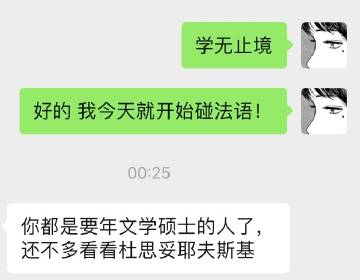 学无止境
好的 我今天就开始碰法语！
00:25
你都是要年文学硕士的人了，
还不多看看杜思妥耶夫斯基